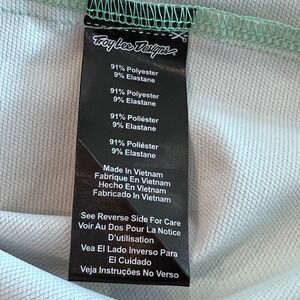 Troy Lee Designs
91% Polyester
9% Elastane
91% Polyester
9% Elastane
91% Poliéster
9% Elastane
91% Poliéster
9% Elastane
Made In Vietnam
Fabrique En Vietnam
Hecho En Vietnam
Fabricado In Vietnam
See Reverse Side For Care
Voir Au Dos Pour La Notice
D'utilisation
Vea El Lado Inverso Para
El Cuidado
Veja Instruções No Verso